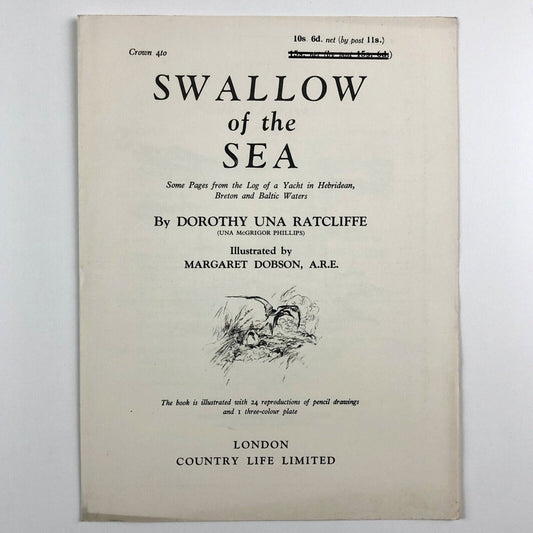 10s. 6d. net (by post 11s.)
Crown 4to
SWALLOW
of the
SEA
Some Pages from the Log of a Yacht in Hebridean,
Breton and Baltic Waters
By DOROTHY UNA RATCLIFFE
(UNA McGRIGOR PHILLIPS)
Illustrated by
MARGARET DOBSON, A.R.E.
The book is illustrated with 24 reproductions of pencil drawings
and 1 three-colour plate
LONDON
COUNTRY LIFE LIMITED